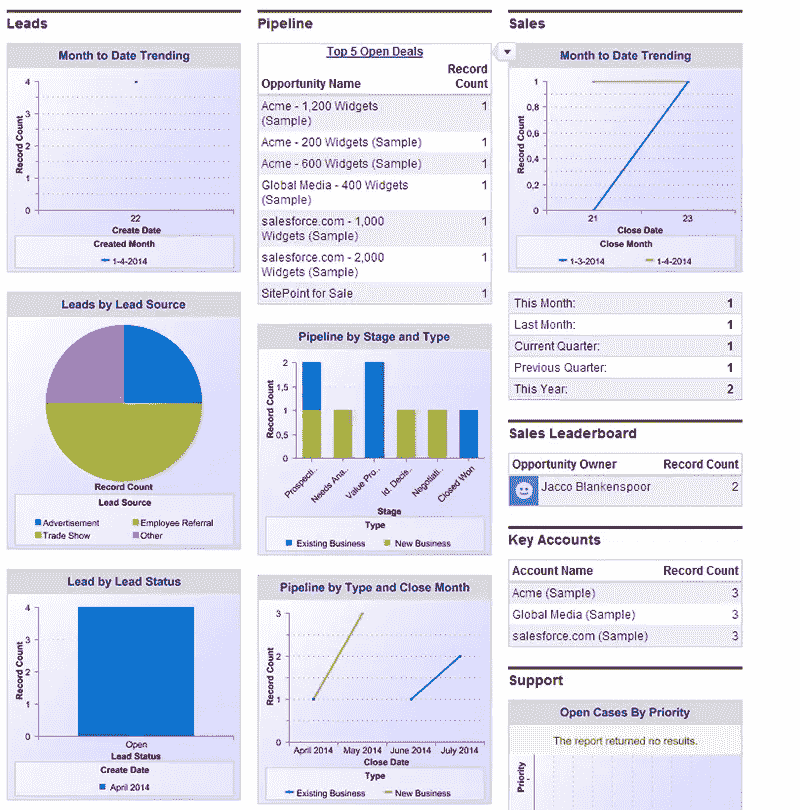 Leads
Month to Date Trending
4
3
2
1
0
Record Count
22
Create Date
Created Month
1-4-2014
Leads by Lead Source
Record Count
Lead Source
Advertisement
Employee Referral
Trade Show
Other
Lead by Lead Status
4
3
2
1
0
Record Count
Open
Lead Status
Create Date
April 2014
Pipeline
Top 5 Open Deals
Opportunity Name Record Count
Acme - 1,200 Widgets (Sample) 1
Acme - 200 Widgets (Sample) 1
Acme - 600 Widgets (Sample) 1
Global Media - 400 Widgets (Sample) 1
salesforce.com - 1,000 Widgets (Sample) 1
salesforce.com - 2,000 Widgets (Sample) 1
SitePoint for Sale 1
Pipeline by Stage and Type
2
1,5
1
0,5
0
Record Count
Prospecti..
Needs Ana..
Value Pro..
Id. Decis..
Negotiati..
Closed Won
Stage
Type
Existing Business
New Business
Pipeline by Type and Close Month
3
2
1
0
Record Count
April 2014 May 2014 June 2014 July 2014
Close Date
Type
Existing Business
New Business
Sales
Month to Date Trending
1
0,8
0,6
0,4
0,2
0
Record Count
21 23
Close Date
Close Month
1-3-2014
1-4-2014
This Month: 1
Last Month: 1
Current Quarter: 1
Previous Quarter: 1
This Year: 2
Sales Leaderboard
Opportunity Owner Record Count
Jacco Blankenspoor 2
Key Accounts
Account Name Record Count
Acme (Sample) 3
Global Media (Sample) 3
salesforce.com (Sample) 3
Support
Open Cases By Priority
The report returned no results.
Priority